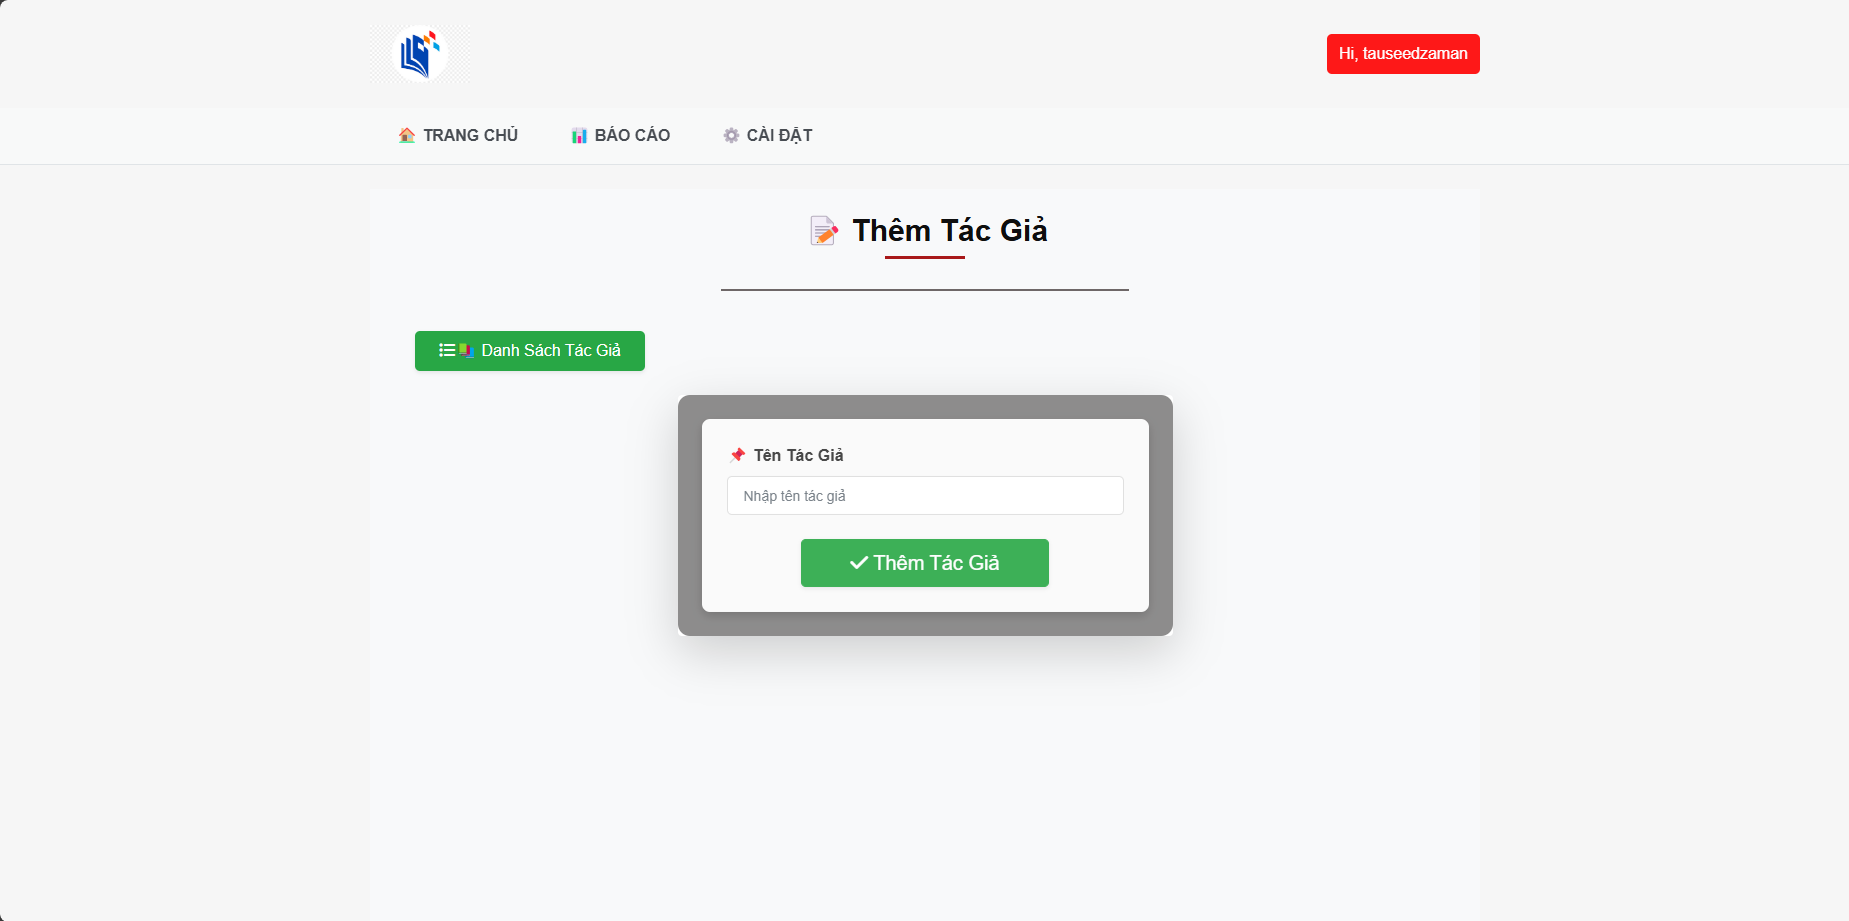 Hi, tauseedzaman
TRANG CHỦ
BÁO CÁO
CÀI ĐẶT
Thêm Tác Giả
Danh Sách Tác Giả
Tên Tác Giả
Nhập tên tác giả
Thêm Tác Giả